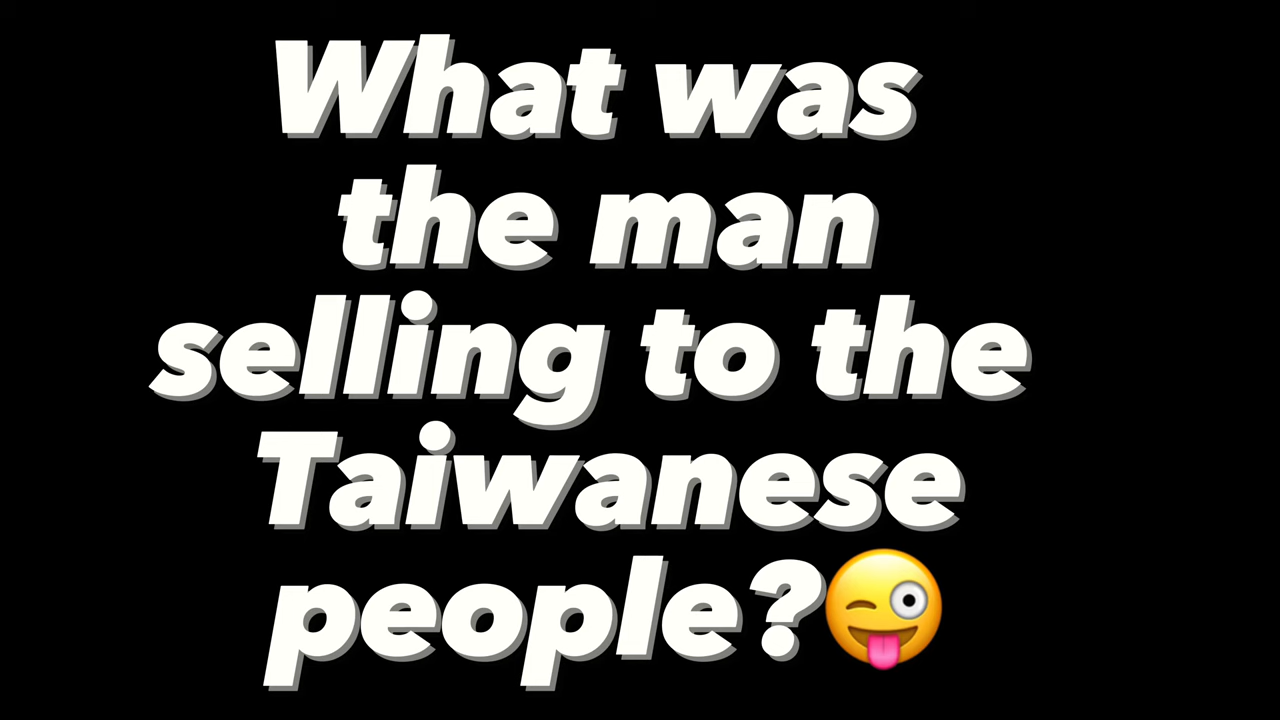 What was
the man
selling to the
Taiwanese
people?😜